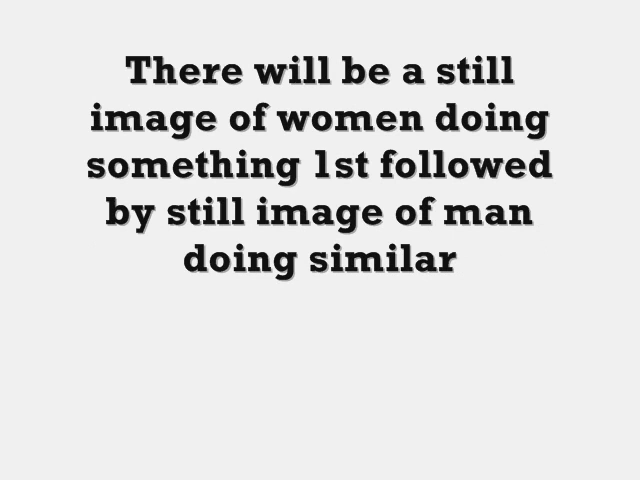 There will be a still
image of women doing
something 1st followed
by still image of man
doing similar